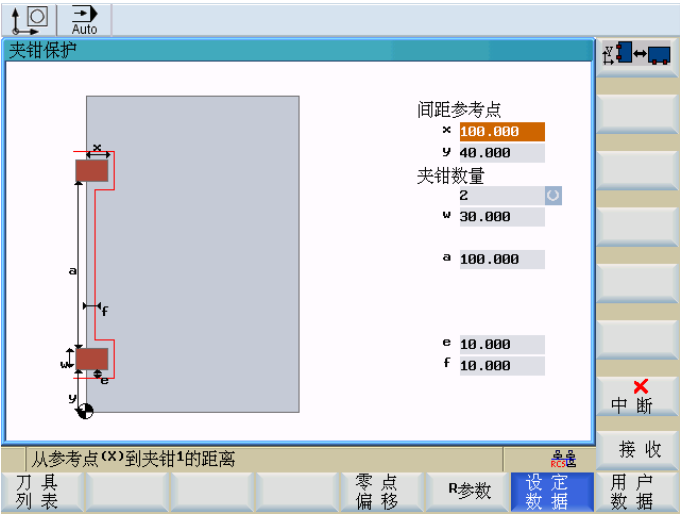 Auto
夹钳保护
间距参考点
x 100.000
y 40.000
夹钳数量
2
w 30.000
a 100.000
e 10.000
f 10.000
x
a
f
w
e
y
中断
接收
从参考点(X)到夹钳1的距离
RCS
刀具
列表
零点
偏移
R参数
设定
数据
用户
数据